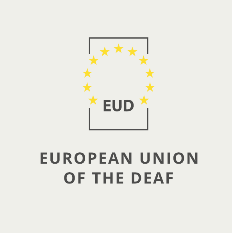 EUD
EUROPEAN UNION
OF THE DEAF